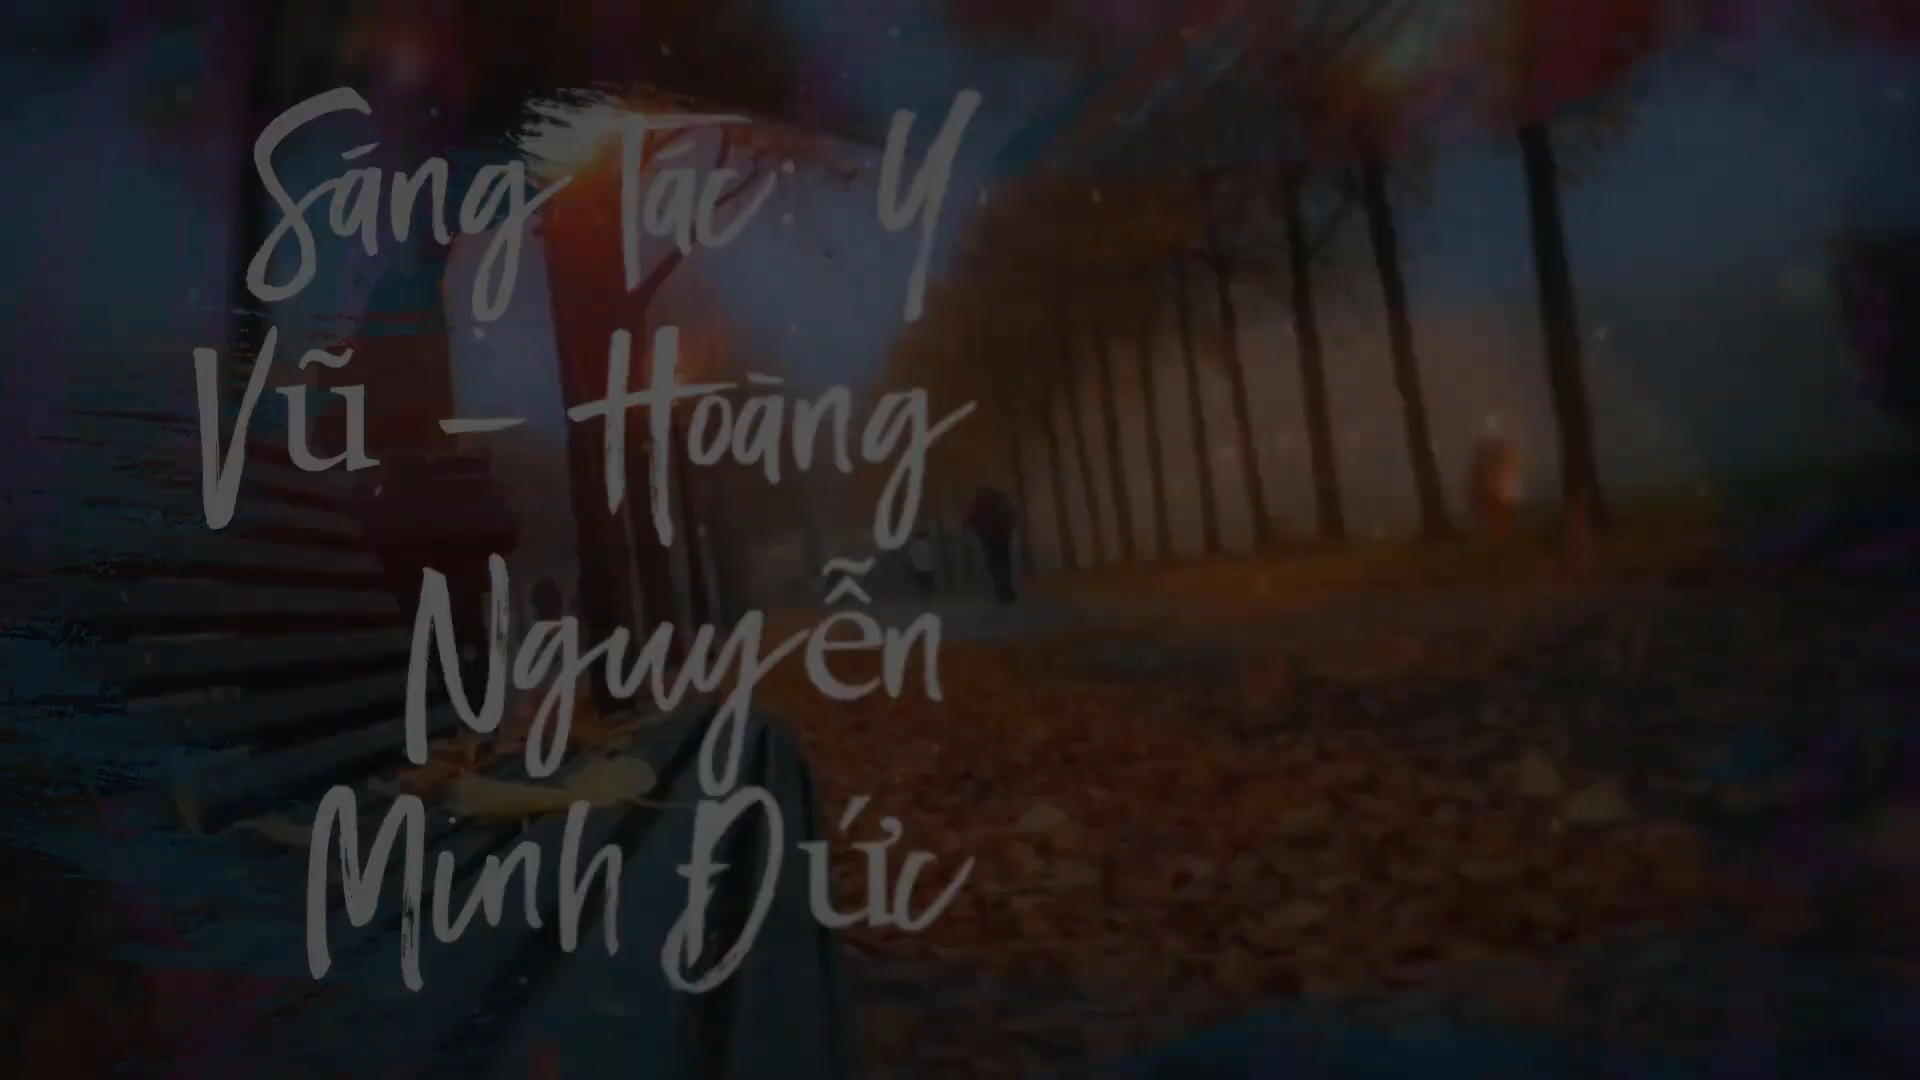 Sáng Tác: Y
Vũ - Hoàng
Nguyễn
Minh Đức